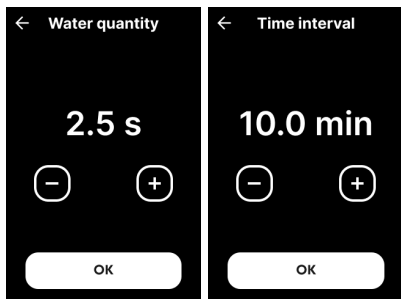 ← Water quantity
2.5 s
− +
OK
← Time interval
10.0 min
− +
OK